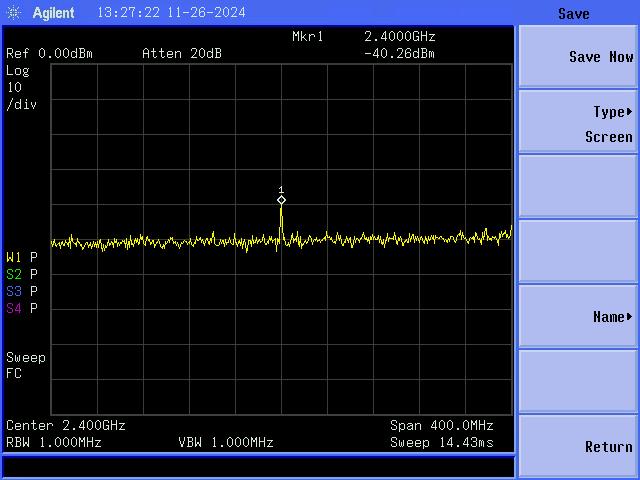 Agilent 13:27:22 11-26-2024 Save
Mkr1 2.4000GHz
Ref 0.00dBm Atten 20dB -40.26dBm
Log
10
/div
1
W1 P
S2 P
S3 P
S4 P
Sweep
FC
Center 2.400GHz Span 400.0MHz
RBW 1.000MHz VBW 1.000MHz Sweep 14.43ms
Save Now
Type
Screen
Name
Return